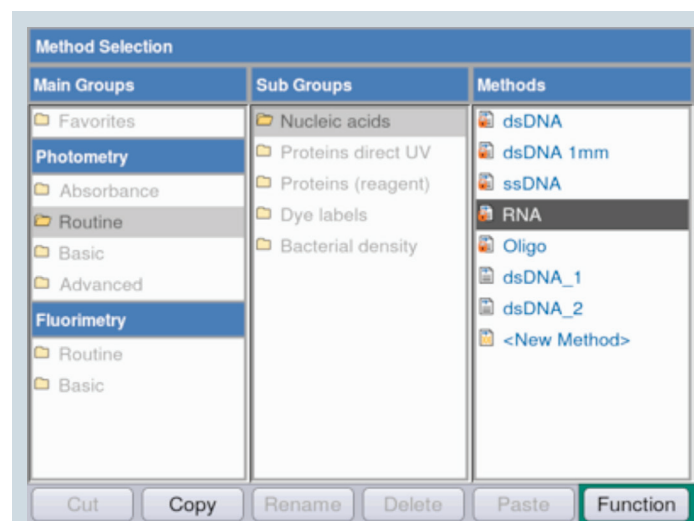 Method Selection
Main Groups
Favorites
Photometry
Absorbance
Routine
Basic
Advanced
Fluorimetry
Routine
Basic
Sub Groups
Nucleic acids
Proteins direct UV
Proteins (reagent)
Dye labels
Bacterial density
Methods
dsDNA
dsDNA 1mm
ssDNA
RNA
Oligo
dsDNA_1
dsDNA_2
<New Method>
Cut Copy Rename Delete Paste Function